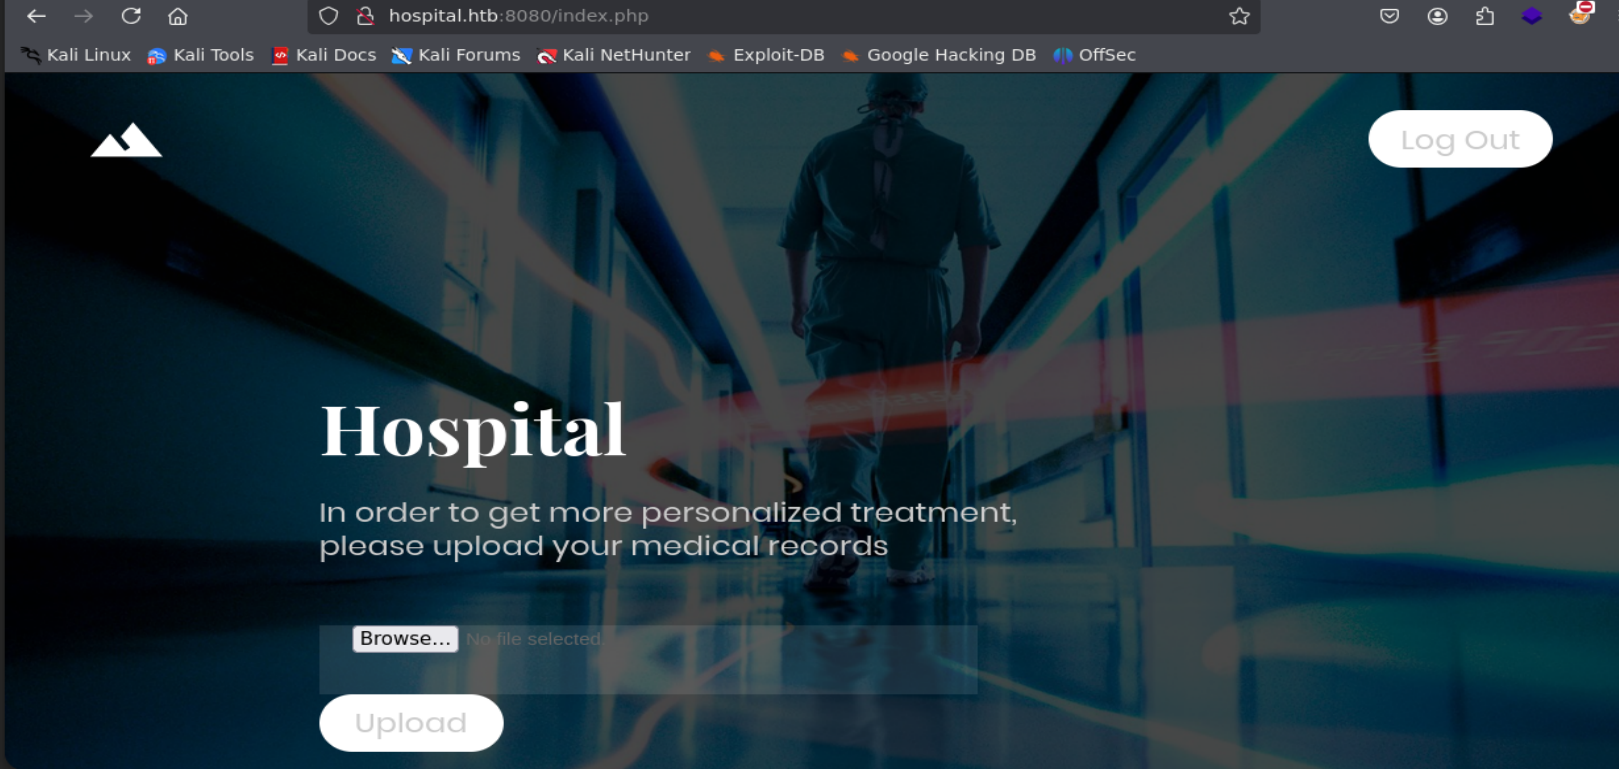 hospital.htb:8080/index.php
Kali Linux Kali Tools Kali Docs Kali Forums Kali NetHunter Exploit-DB Google Hacking DB OffSec
Log Out
Hospital
In order to get more personalized treatment,
please upload your medical records
Browse... No file selected.
Upload